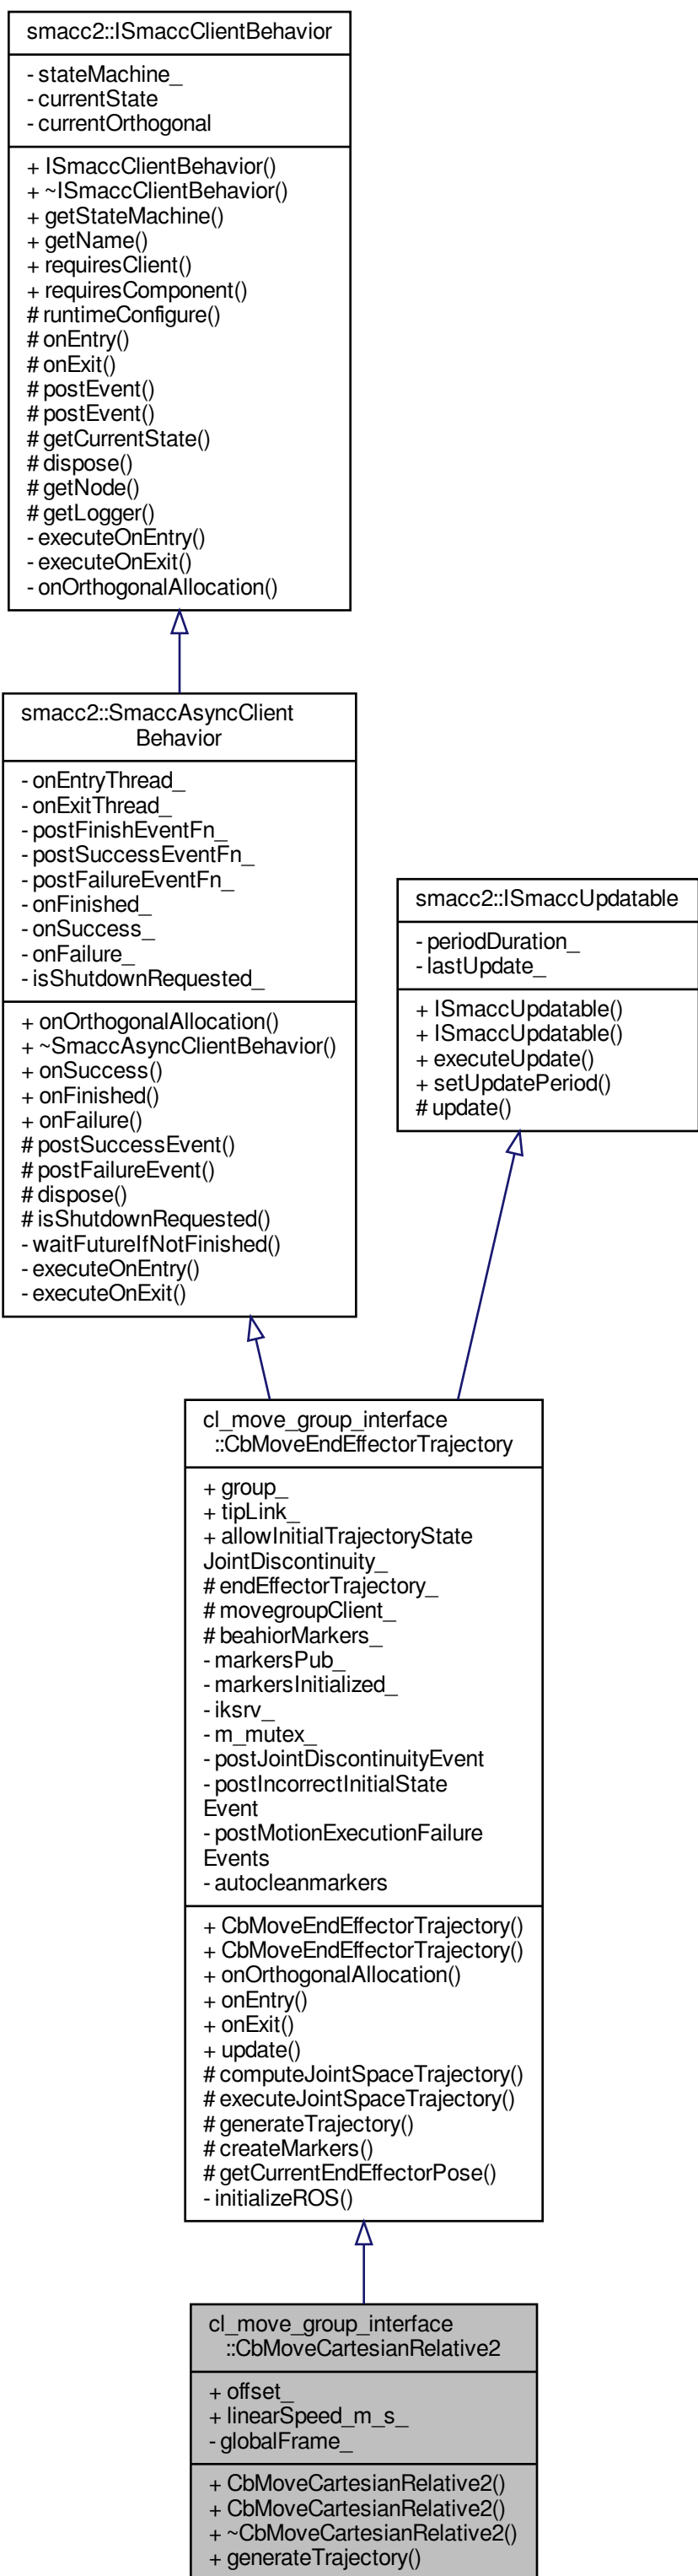 smacc2::ISmaccClientBehavior
- stateMachine_
- currentState
- currentOrthogonal
+ ISmaccClientBehavior()
+ ~ISmaccClientBehavior()
+ getStateMachine()
+ getName()
+ requiresClient()
+ requiresComponent()
# runtimeConfigure()
# onEntry()
# onExit()
# postEvent()
# postEvent()
# getCurrentState()
# dispose()
# getNode()
# getLogger()
- executeOnEntry()
- executeOnExit()
- onOrthogonalAllocation()
smacc2::SmaccAsyncClient
Behavior
- onEntryThread_
- onExitThread_
- postFinishEventFn_
- postSuccessEventFn_
- postFailureEventFn_
- onFinished_
- onSuccess_
- onFailure_
- isShutdownRequested_
+ onOrthogonalAllocation()
+ ~SmaccAsyncClientBehavior()
+ onSuccess()
+ onFinished()
+ onFailure()
# postSuccessEvent()
# postFailureEvent()
# dispose()
# isShutdownRequested()
- waitFutureIfNotFinished()
- executeOnEntry()
- executeOnExit()
smacc2::ISmaccUpdatable
- periodDuration_
- lastUpdate_
+ ISmaccUpdatable()
+ ISmaccUpdatable()
+ executeUpdate()
+ setUpdatePeriod()
# update()
cl_move_group_interface
::CbMoveEndEffectorTrajectory
+ group_
+ tipLink_
+ allowInitialTrajectoryState
JointDiscontinuity_
# endEffectorTrajectory_
# movegroupClient_
# beahiorMarkers_
- markersPub_
- markersInitialized_
- iksrv_
- m_mutex_
- postJointDiscontinuityEvent
- postIncorrectInitialState
Event
- postMotionExecutionFailure
Events
- autocleanmarkers
+ CbMoveEndEffectorTrajectory()
+ CbMoveEndEffectorTrajectory()
+ onOrthogonalAllocation()
+ onEntry()
+ onExit()
+ update()
# computeJointSpaceTrajectory()
# executeJointSpaceTrajectory()
# generateTrajectory()
# createMarkers()
# getCurrentEndEffectorPose()
- initializeROS()
cl_move_group_interface
::CbMoveCartesianRelative2
+ offset_
+ linearSpeed_m_s_
- globalFrame_
+ CbMoveCartesianRelative2()
+ CbMoveCartesianRelative2()
+ ~CbMoveCartesianRelative2()
+ generateTrajectory()